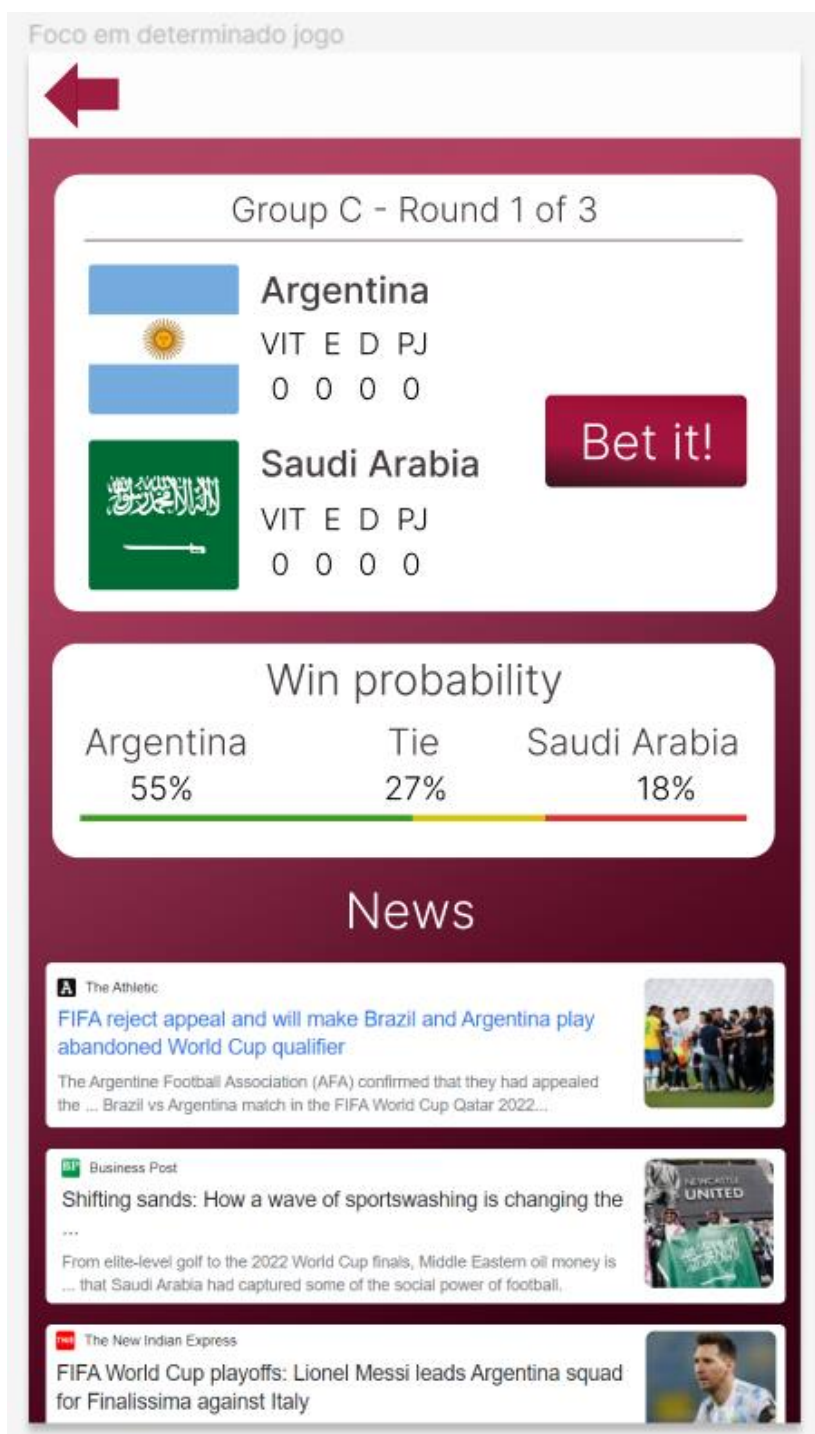 Foco em determinado jogo
Group C - Round 1 of 3
Argentina
VIT E D PJ
0 0 0 0
Bet it!
Saudi Arabia
VIT E D PJ
0 0 0 0
Win probability
Argentina Tie Saudi Arabia
55% 27% 18%
News
The Athletic
FIFA reject appeal and will make Brazil and Argentina play
abandoned World Cup qualifier
The Argentine Football Association (AFA) confirmed that they had appealed
the ... Brazil vs Argentina match in the FIFA World Cup Qatar 2022...
BP Business Post
Shifting sands: How a wave of sportswashing is changing the
...
From elite-level golf to the 2022 World Cup finals, Middle Eastern oil money is
... that Saudi Arabia had captured some of the social power of football.
NEWCASTLE
UNITED
The New Indian Express
FIFA World Cup playoffs: Lionel Messi leads Argentina squad
for Finalissima against Italy